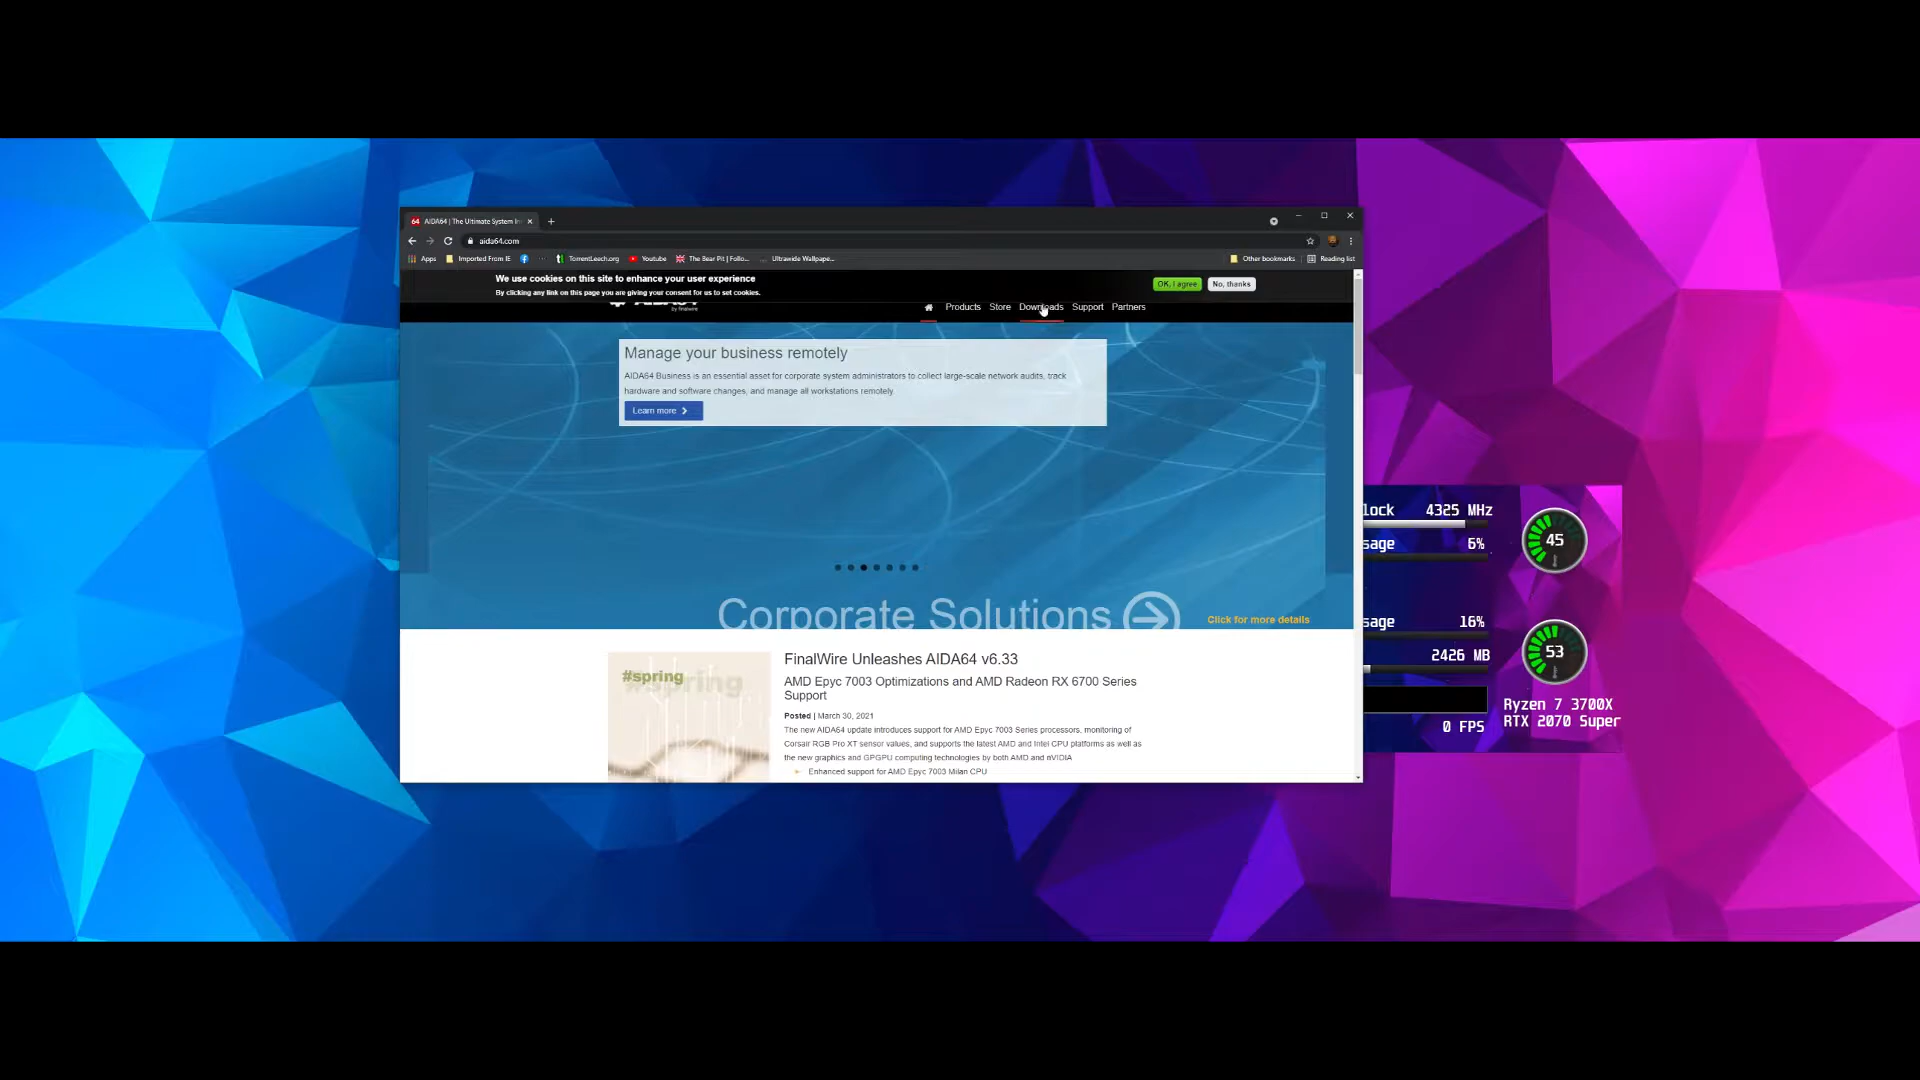 64 AIDA64 | The Ultimate System In
aida64.com
Apps Imported From IE TorrentLeech.org Youtube The Bear Pit | Follo... Ultrawide Wallpape... Other bookmarks Reading list
We use cookies on this site to enhance your user experience
By clicking any link on this page you are giving your consent for us to set cookies.
OK, I agree No, thanks
by finalwire
Products Store Downloads Support Partners
Manage your business remotely
AIDA64 Business is an essential asset for corporate system administrators to collect large-scale network audits, track
hardware and software changes, and manage all workstations remotely.
Learn more
Corporate Solutions
Click for more details
#spring
FinalWire Unleashes AIDA64 v6.33
AMD Epyc 7003 Optimizations and AMD Radeon RX 6700 Series
Support
Posted | March 30, 2021
The new AIDA64 update introduces support for AMD Epyc 7003 Series processors, monitoring of
Corsair RGB Pro XT sensor values, and supports the latest AMD and Intel CPU platforms as well as
the new graphics and GPGPU computing technologies by both AMD and nVIDIA
Enhanced support for AMD Epyc 7003 Milan CPU
lock 4325 MHz
sage 6%
45
sage 16%
2426 MB
53
Ryzen 7 3700X
RTX 2070 Super
0 FPS